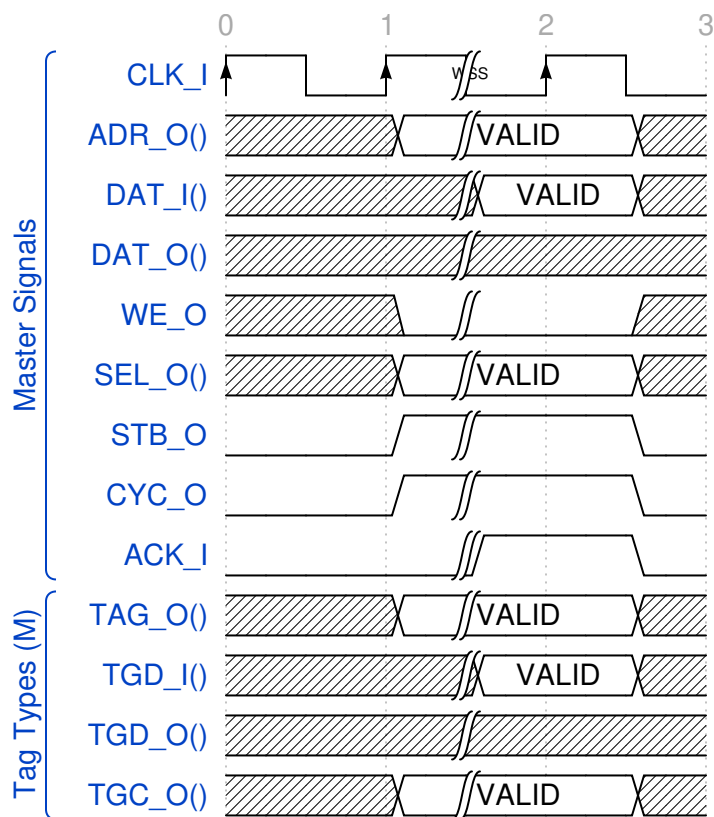 0 1 2 3
Master Signals
CLK_I WSS
ADR_O() VALID
DAT_I() VALID
DAT_O()
WE_O
SEL_O() VALID
STB_O
CYC_O
ACK_I
Tag Types (M)
TAG_O() VALID
TGD_I() VALID
TGD_O()
TGC_O() VALID